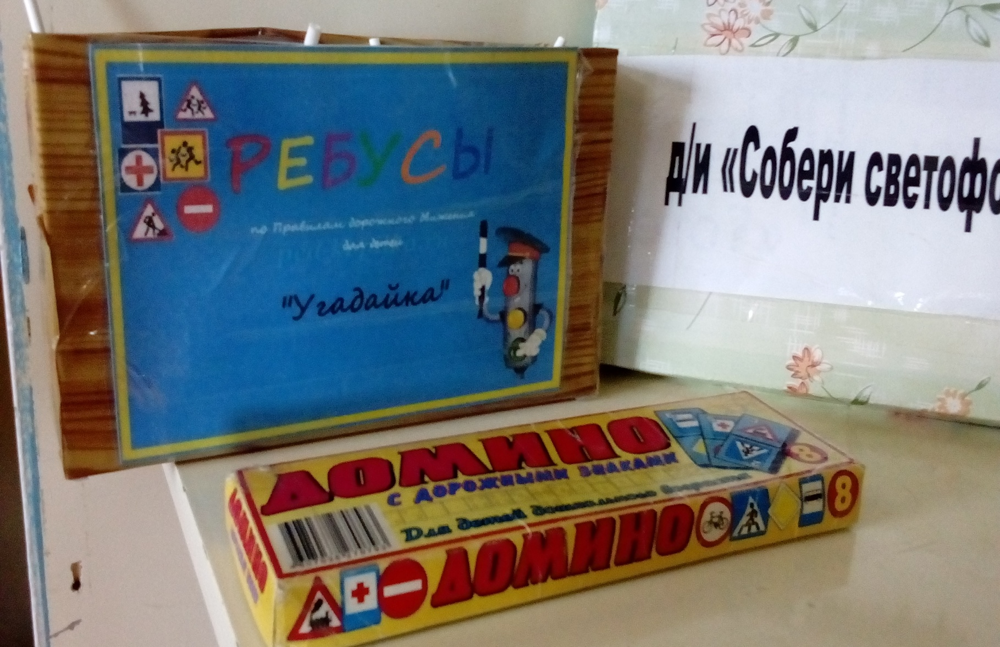 РЕБУСЫ
по Правилам дорожного движения
для детей
"Угадайка"
д/и «Собери светофо
ДОМИНО
С ДОРОЖНЫМИ ЗНАКАМИ
Для детей дошкольного возраста
ДОМИНО
8
8